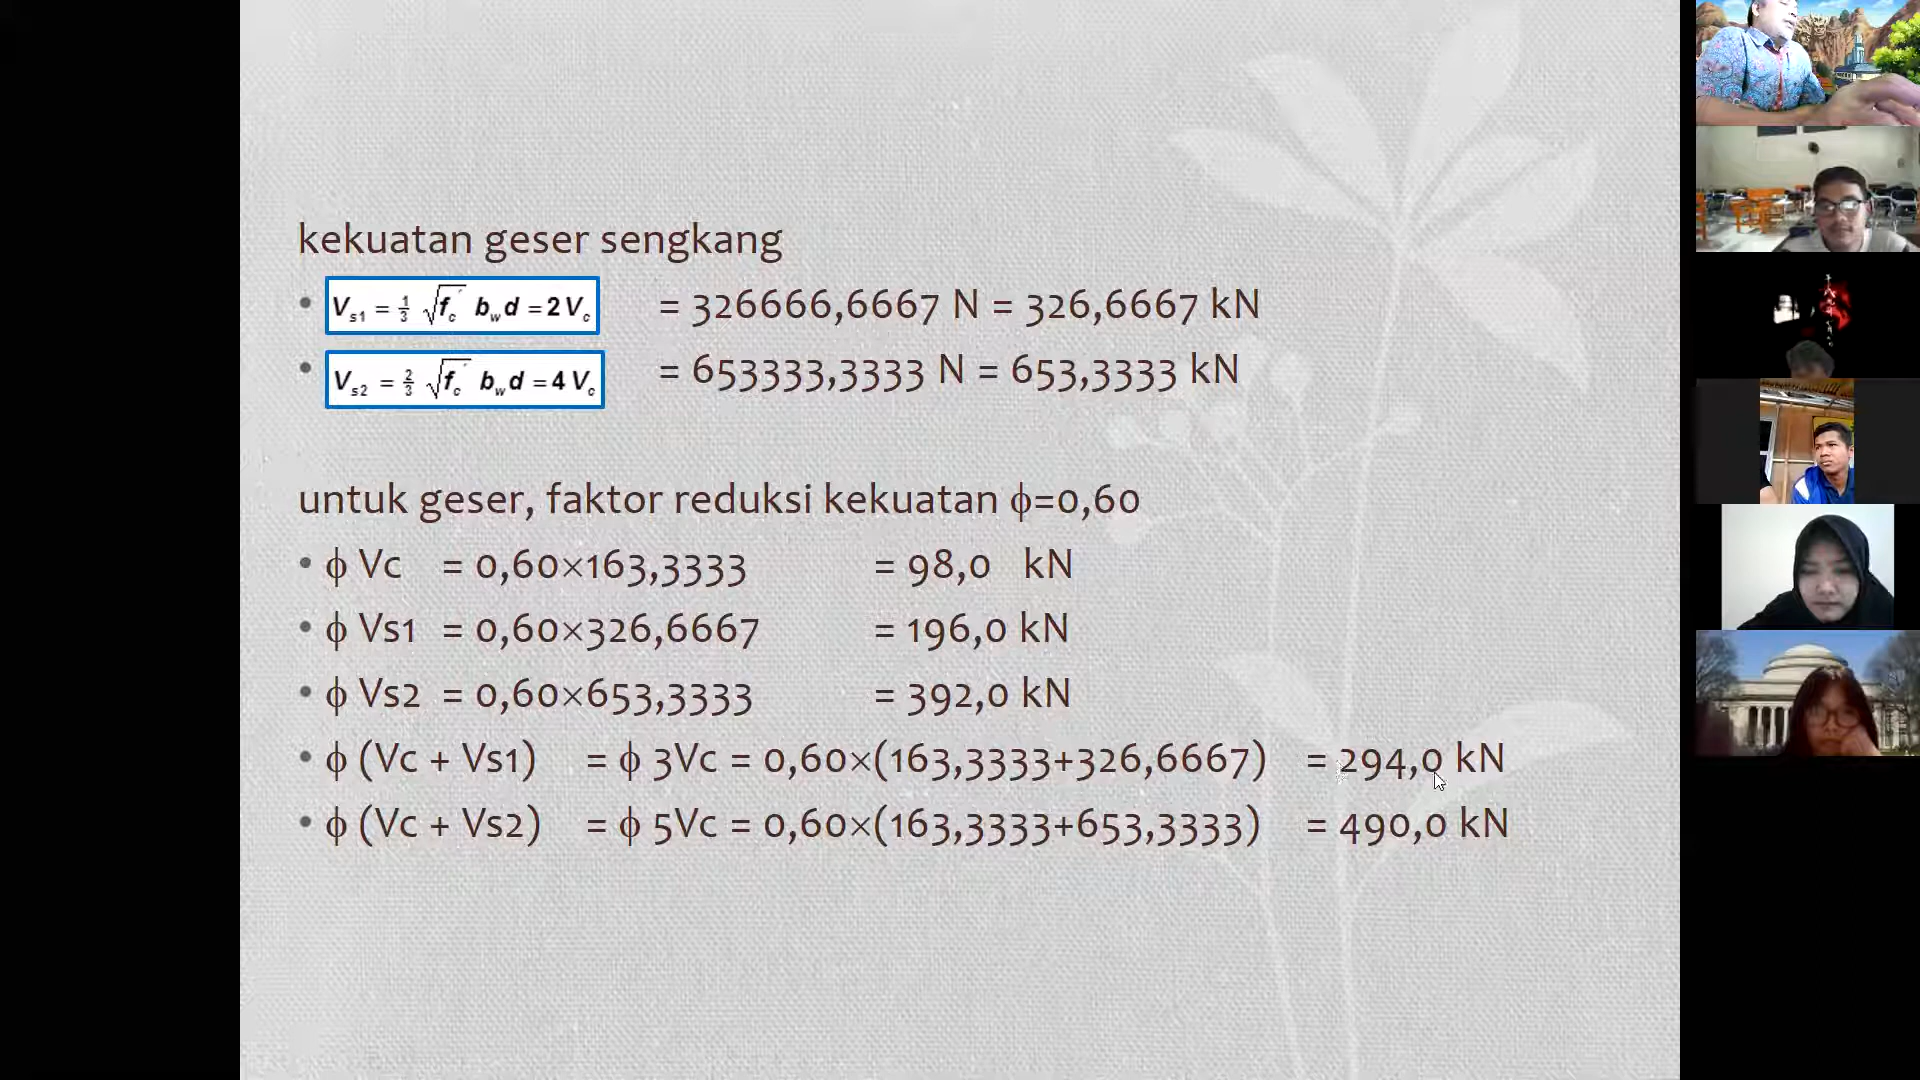 kekuatan geser sengkang
• Vs1 = 1/3 √fc′ bwd = 2 Vc = 326666,6667 N = 326,6667 kN
• Vs2 = 2/3 √fc′ bwd = 4 Vc = 653333,3333 N = 653,3333 kN
untuk geser, faktor reduksi kekuatan ϕ=0,60
• ϕ Vc = 0,60×163,3333 = 98,0 kN
• ϕ Vs1 = 0,60×326,6667 = 196,0 kN
• ϕ Vs2 = 0,60×653,3333 = 392,0 kN
• ϕ (Vc + Vs1) = ϕ 3Vc = 0,60×(163,3333+326,6667) = 294,0 kN
• ϕ (Vc + Vs2) = ϕ 5Vc = 0,60×(163,3333+653,3333) = 490,0 kN